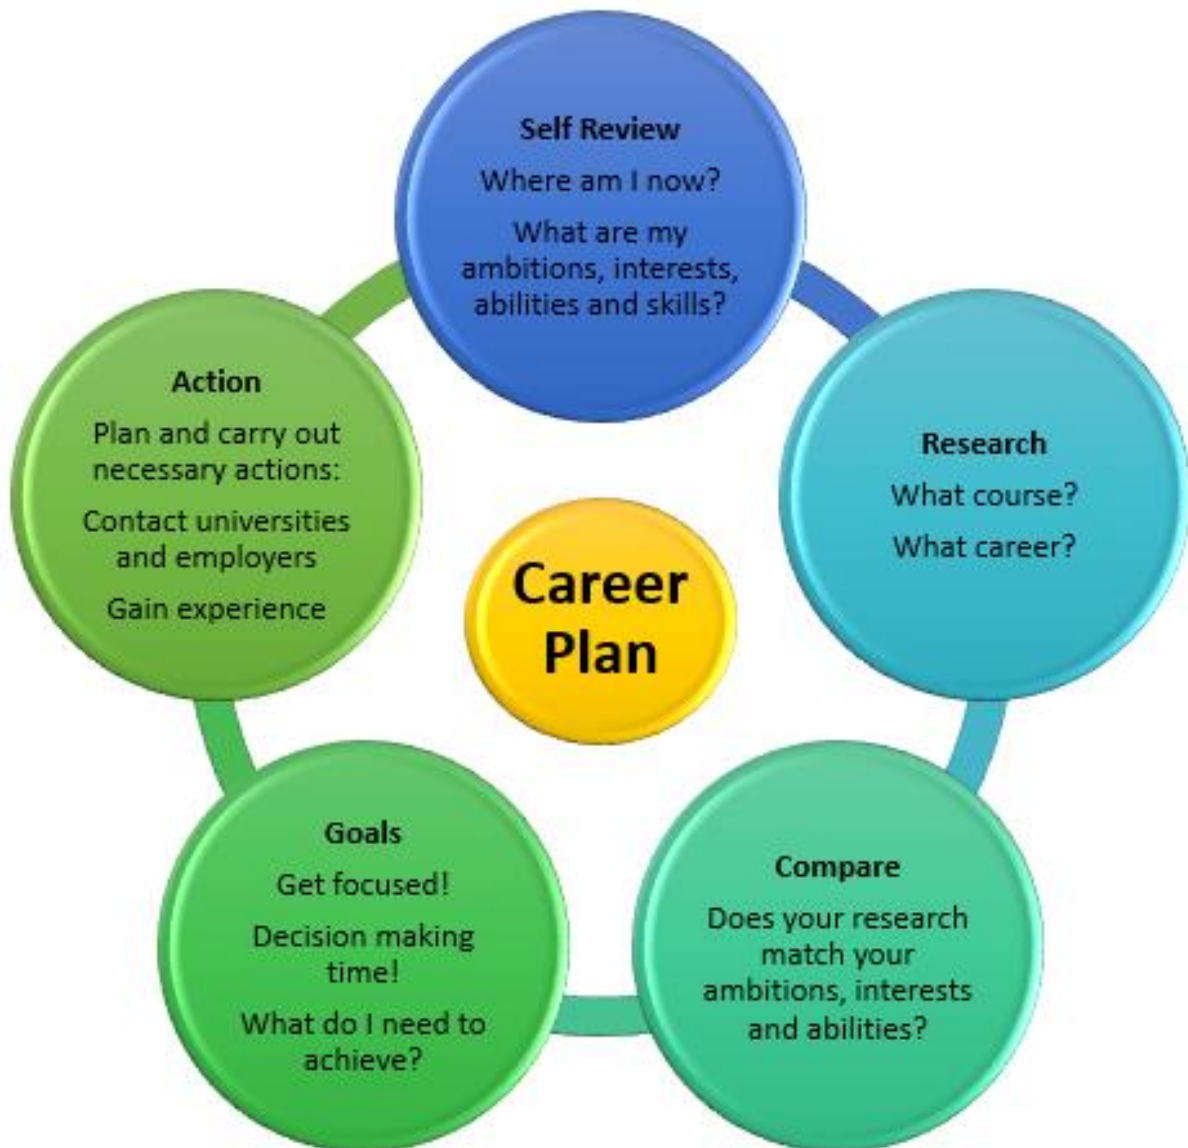 Self Review
Where am I now?
What are my
ambitions, interests,
abilities and skills?
Research
What course?
What career?
Compare
Does your research
match your
ambitions, interests
and abilities?
Goals
Get focused!
Decision making
time!
What do I need to
achieve?
Action
Plan and carry out
necessary actions:
Contact universities
and employers
Gain experience
Career
Plan